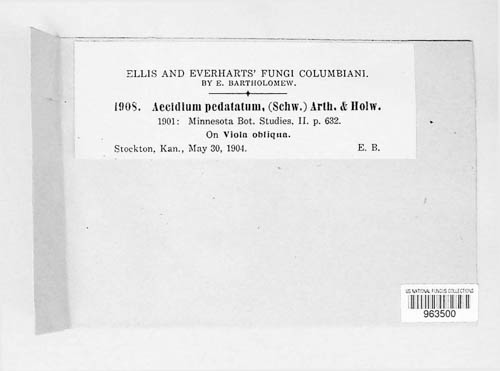 ELLIS AND EVERHARTS' FUNGI COLUMBIANI.
BY E. BARTHOLOMEW.
1908. Aecidium pedatatum, (Schw.) Arth. & Holw.
1901: Minnesota Bot. Studies, II. p. 632.
On Viola obliqua.
Stockton, Kan., May 30, 1904. E. B.
US NATIONAL FUNGUS COLLECTIONS
963500